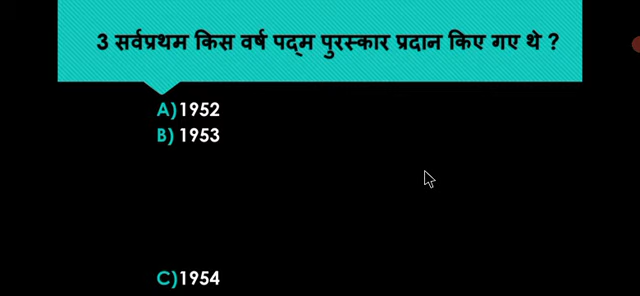 3 सर्वप्रथम किस वर्ष पद्म पुरस्कार प्रदान किए गए थे ?
A)1952
B) 1953
C)1954